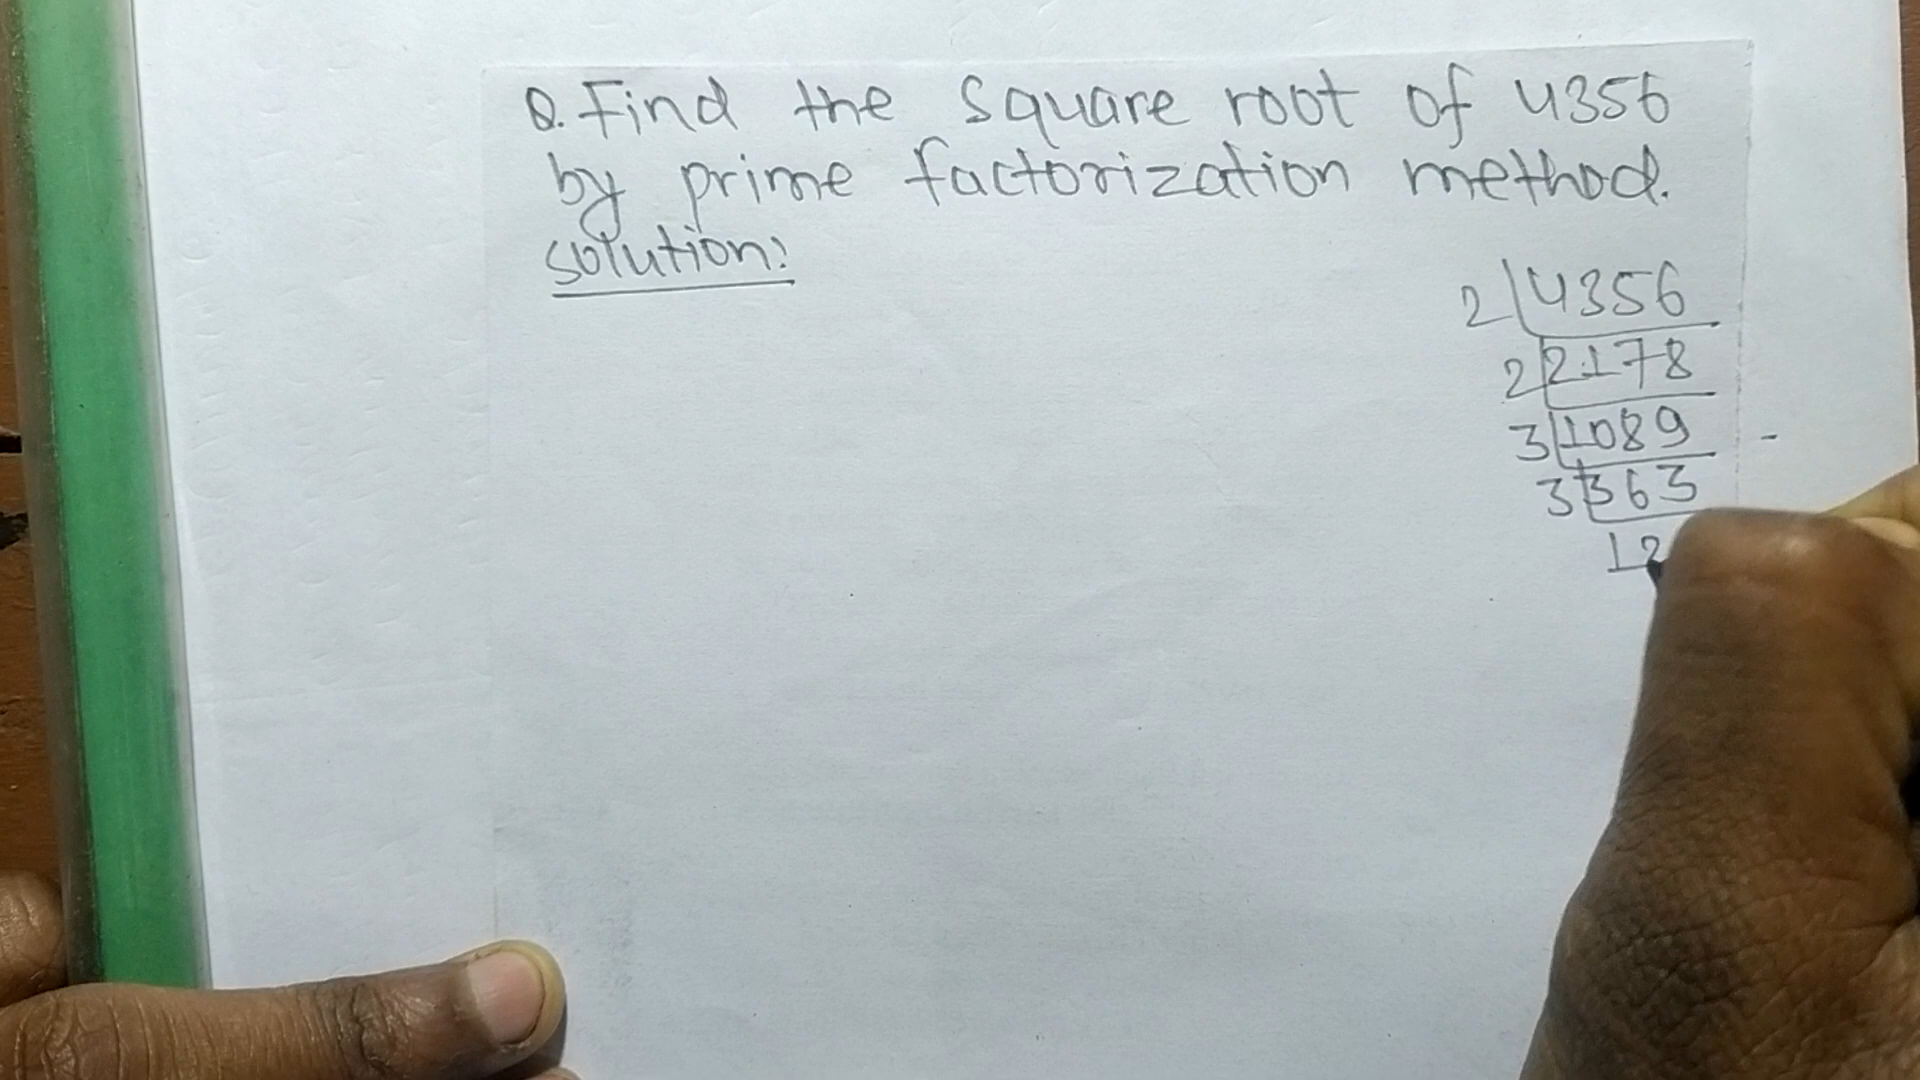 Q. Find the square root of 4356
by prime factorization method.
solution:
2 4356
2 2178
3 1089
3 363
12